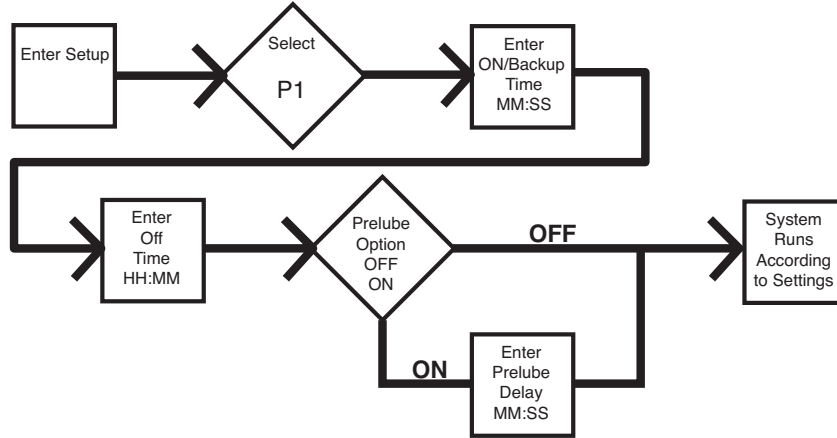 Enter Setup
Select
P1
Enter
ON/Backup
Time
MM:SS
Enter
Off
Time
HH:MM
Prelube
Option
OFF
ON
OFF
ON
Enter
Prelube
Delay
MM:SS
System
Runs
According
to Settings